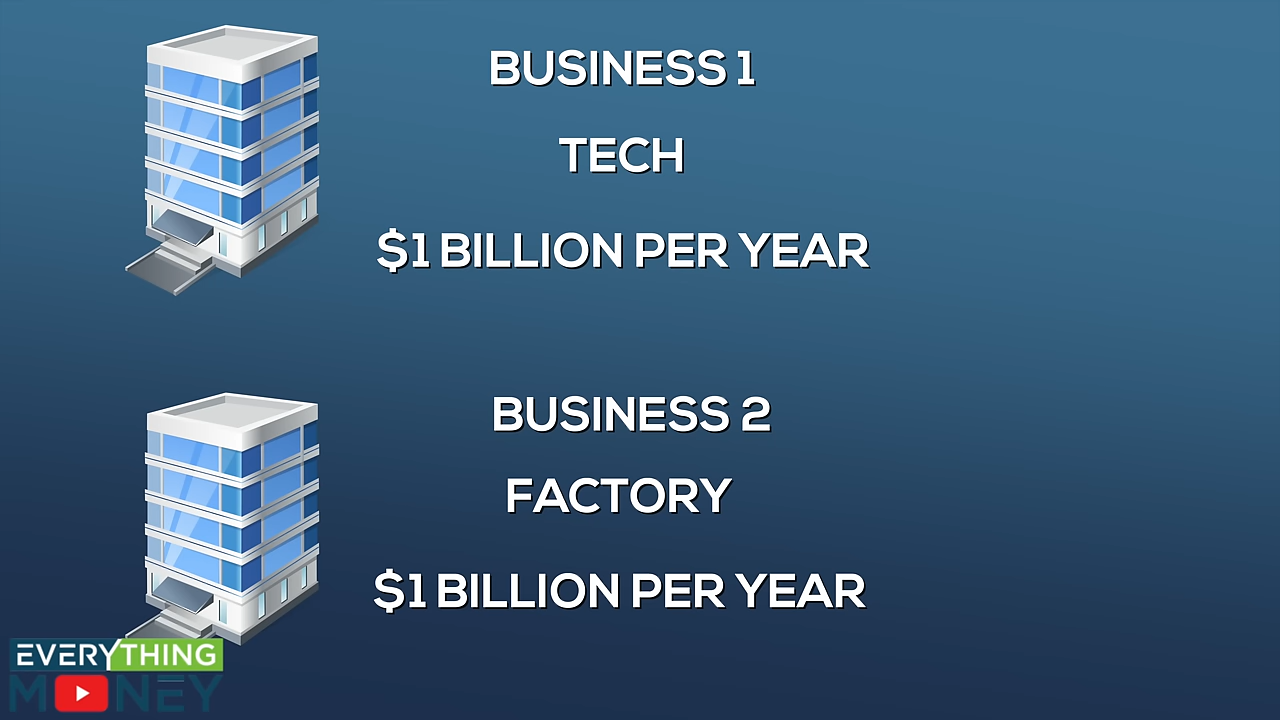 BUSINESS 1
TECH
$1 BILLION PER YEAR
BUSINESS 2
FACTORY
$1 BILLION PER YEAR
EVERYTHING
MONEY